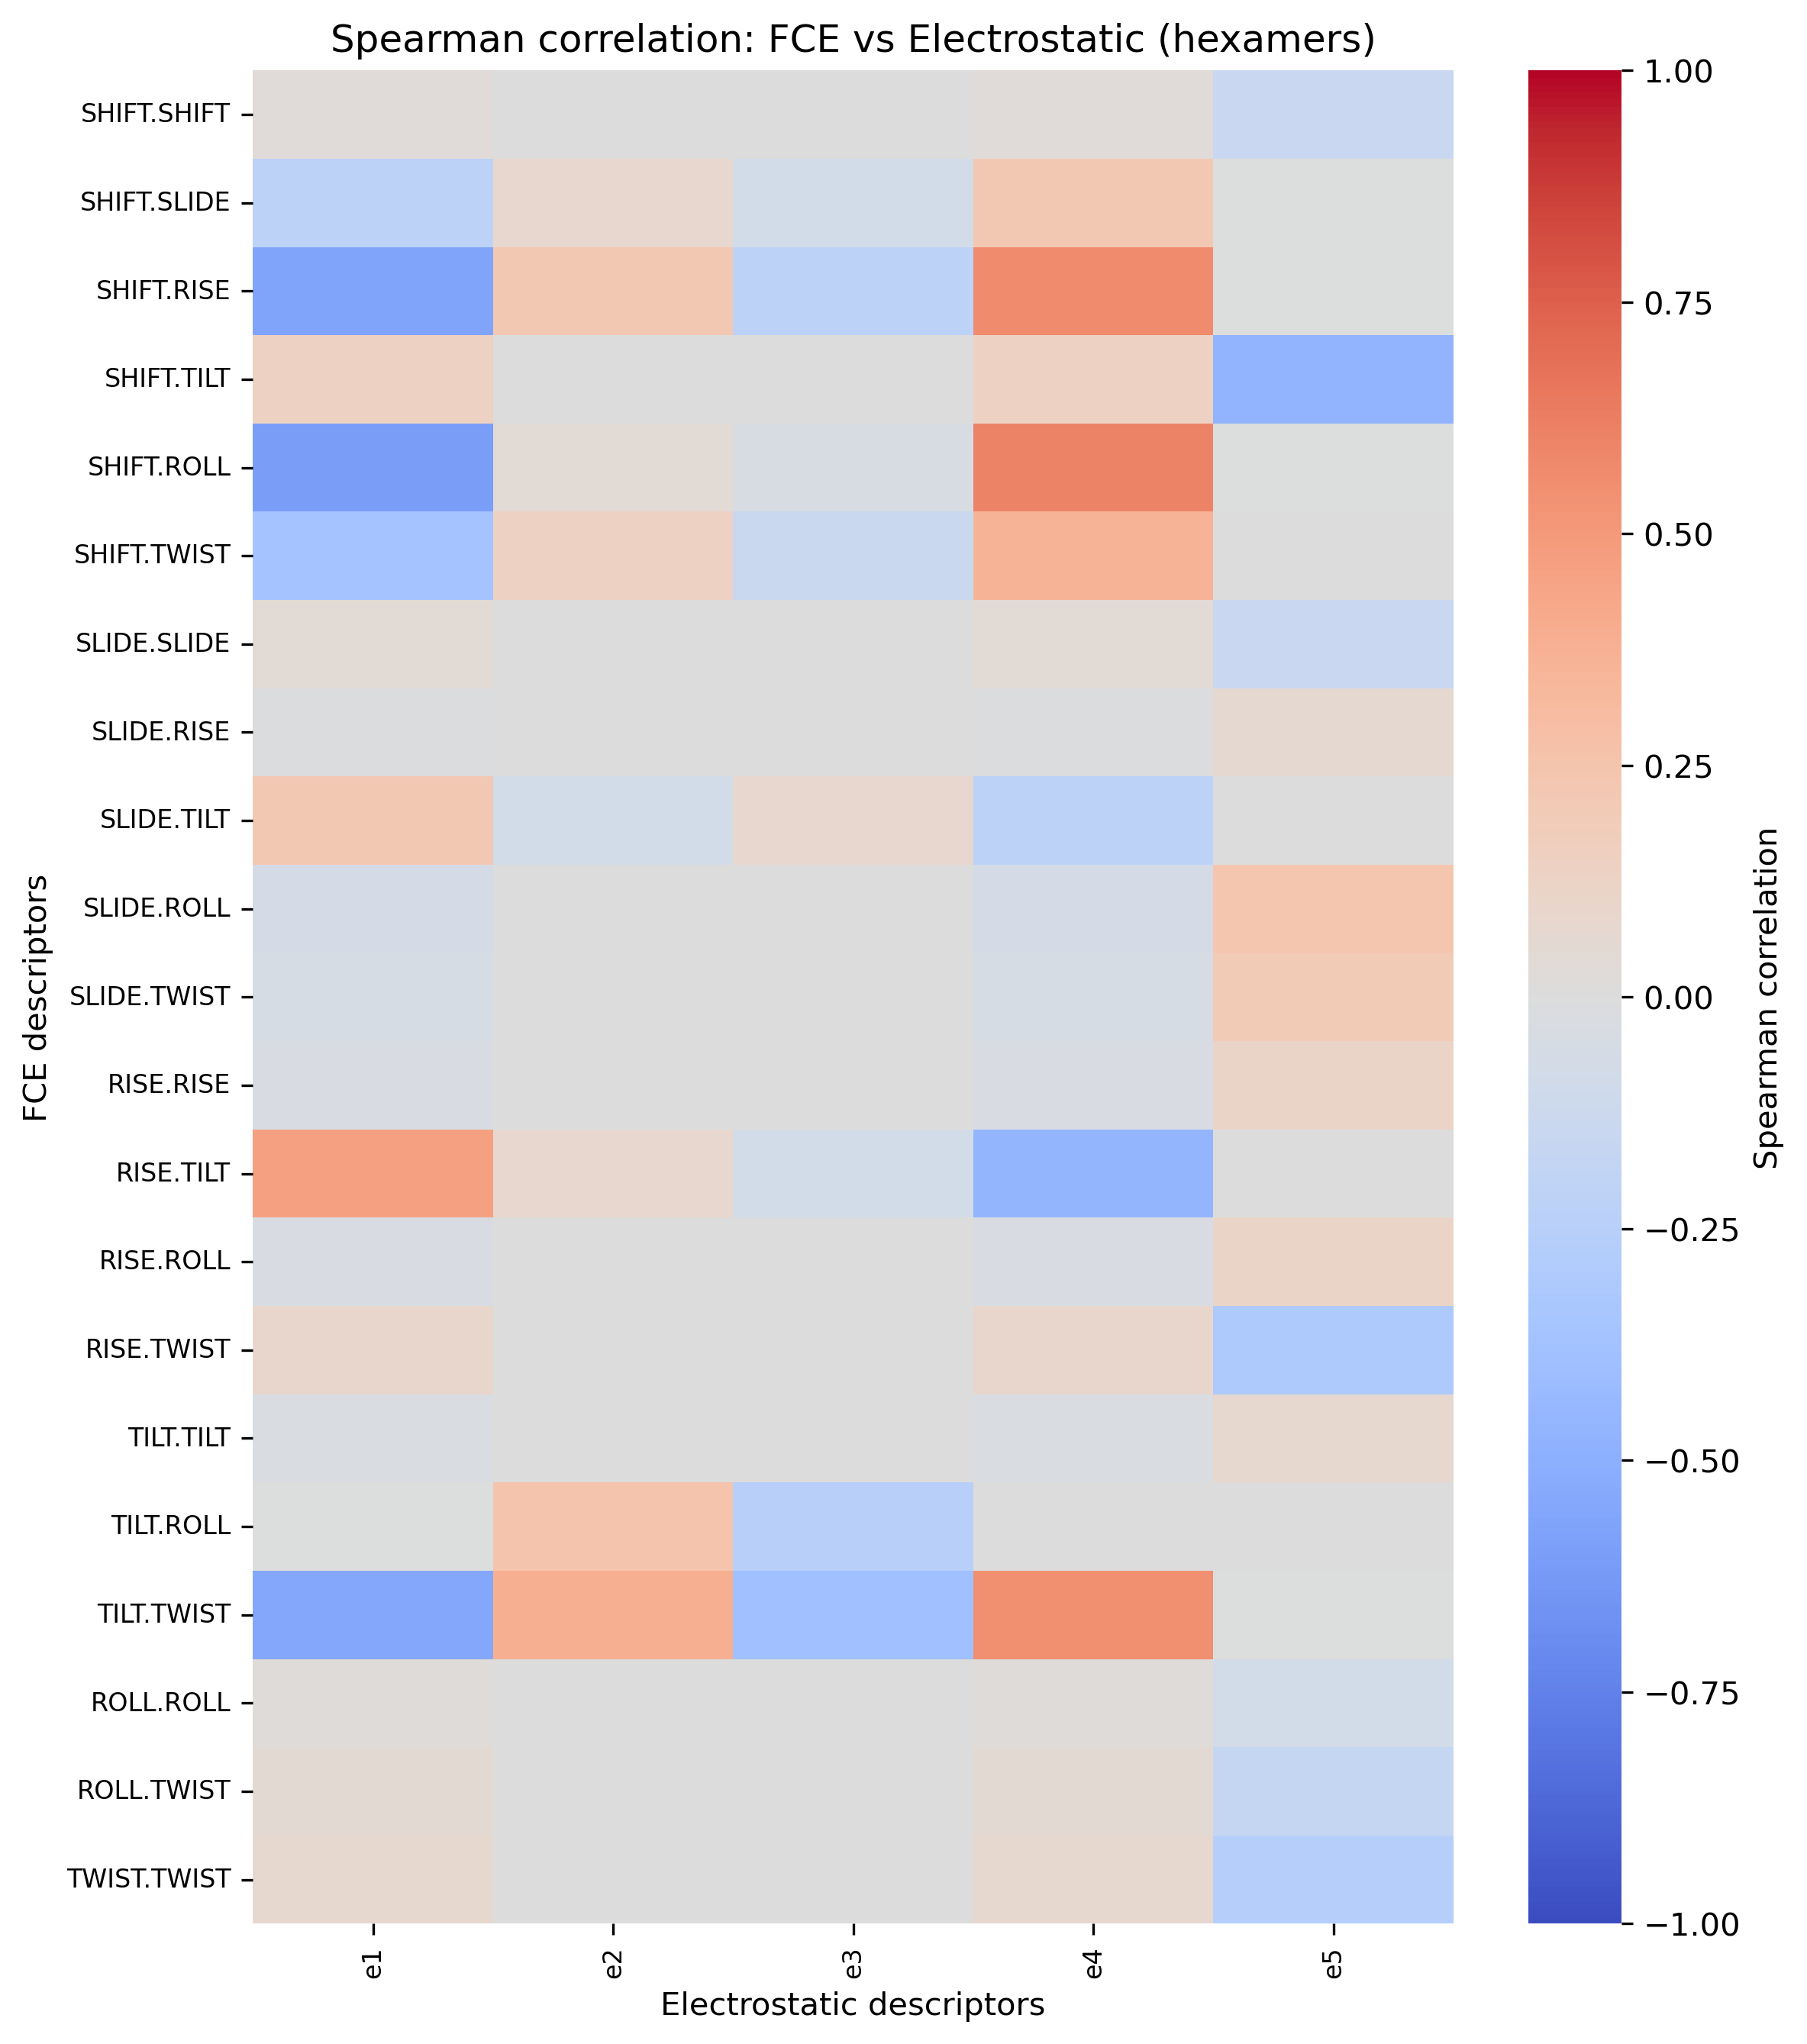 Spearman correlation: FCE vs Electrostatic (hexamers)
FCE descriptors
SHIFT.SHIFT
SHIFT.SLIDE
SHIFT.RISE
SHIFT.TILT
SHIFT.ROLL
SHIFT.TWIST
SLIDE.SLIDE
SLIDE.RISE
SLIDE.TILT
SLIDE.ROLL
SLIDE.TWIST
RISE.RISE
RISE.TILT
RISE.ROLL
RISE.TWIST
TILT.TILT
TILT.ROLL
TILT.TWIST
ROLL.ROLL
ROLL.TWIST
TWIST.TWIST
e1
e2
e3
e4
e5
Electrostatic descriptors
1.00
0.75
0.50
0.25
0.00
−0.25
−0.50
−0.75
−1.00
Spearman correlation